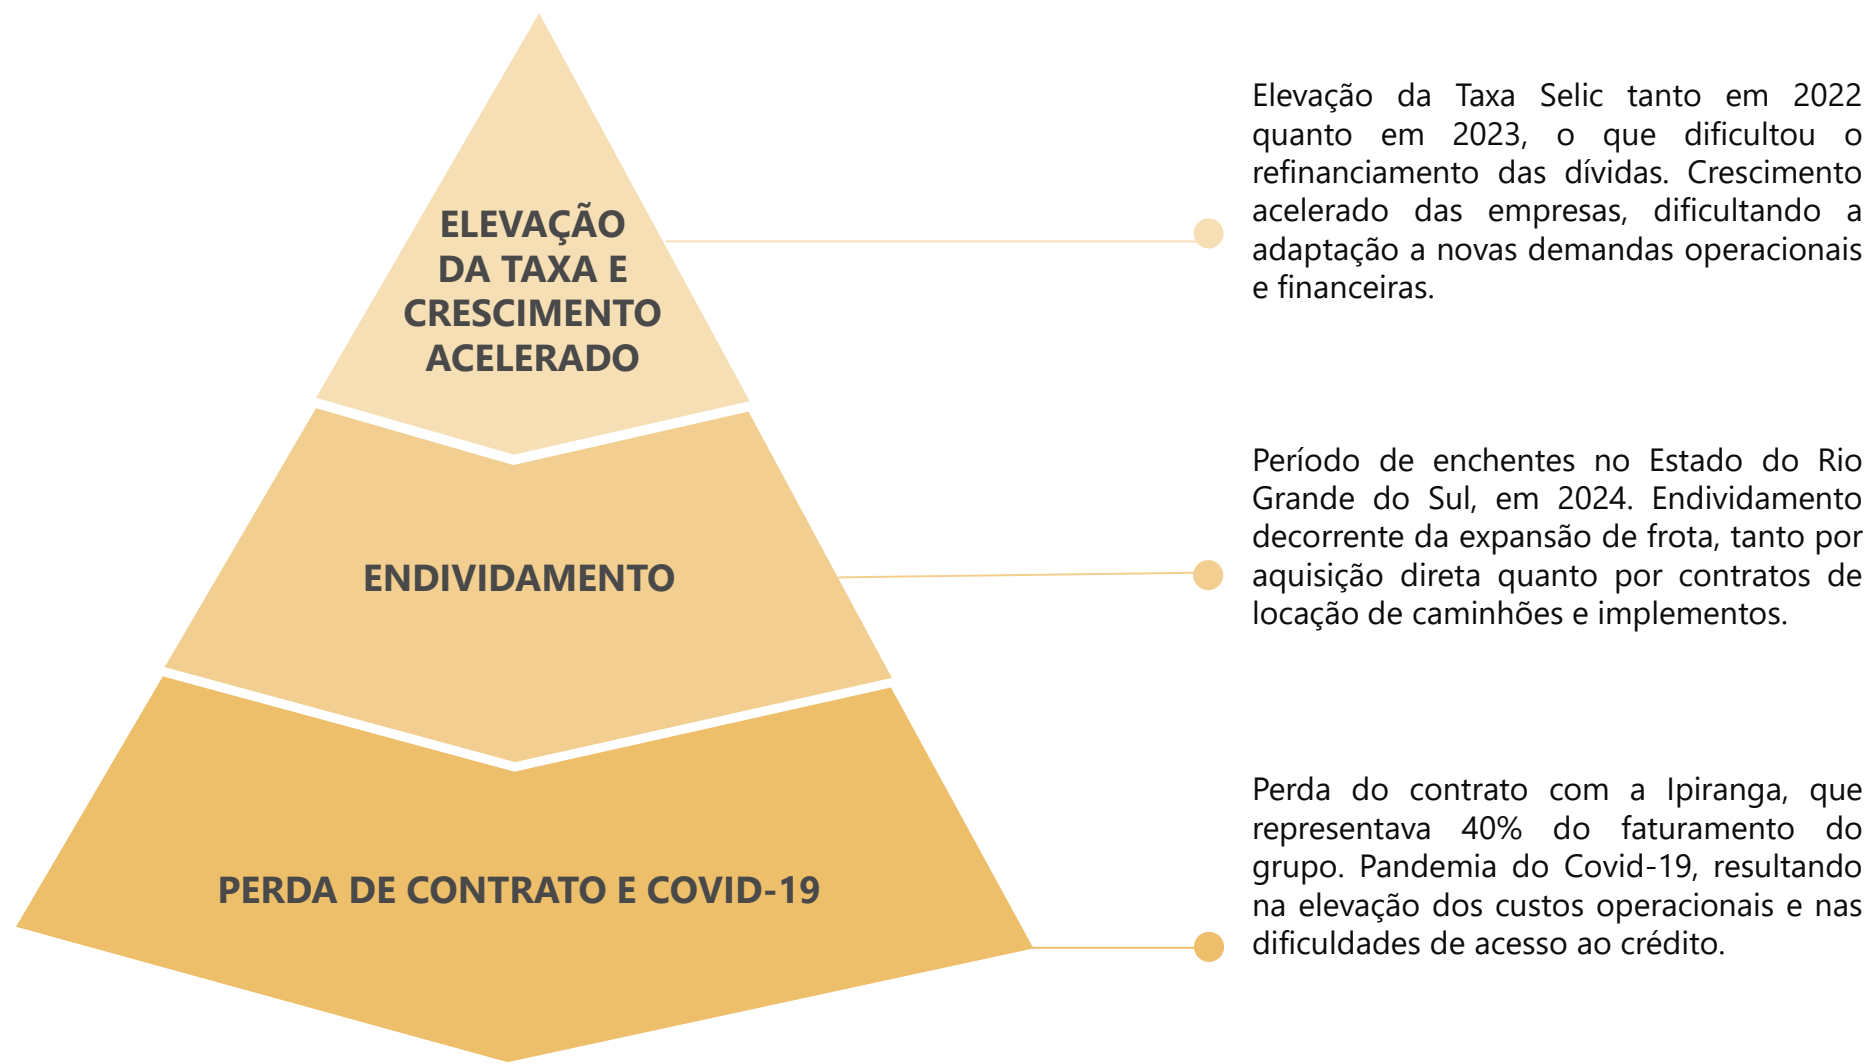 ELEVAÇÃO
DA TAXA E
CRESCIMENTO
ACELERADO
Elevação da Taxa Selic tanto em 2022
quanto em 2023, o que dificultou o
refinanciamento das dívidas. Crescimento
acelerado das empresas, dificultando a
adaptação a novas demandas operacionais
e financeiras.
ENDIVIDAMENTO
Período de enchentes no Estado do Rio
Grande do Sul, em 2024. Endividamento
decorrente da expansão de frota, tanto por
aquisição direta quanto por contratos de
locação de caminhões e implementos.
PERDA DE CONTRATO E COVID-19
Perda do contrato com a Ipiranga, que
representava 40% do faturamento do
grupo. Pandemia do Covid-19, resultando
na elevação dos custos operacionais e nas
dificuldades de acesso ao crédito.